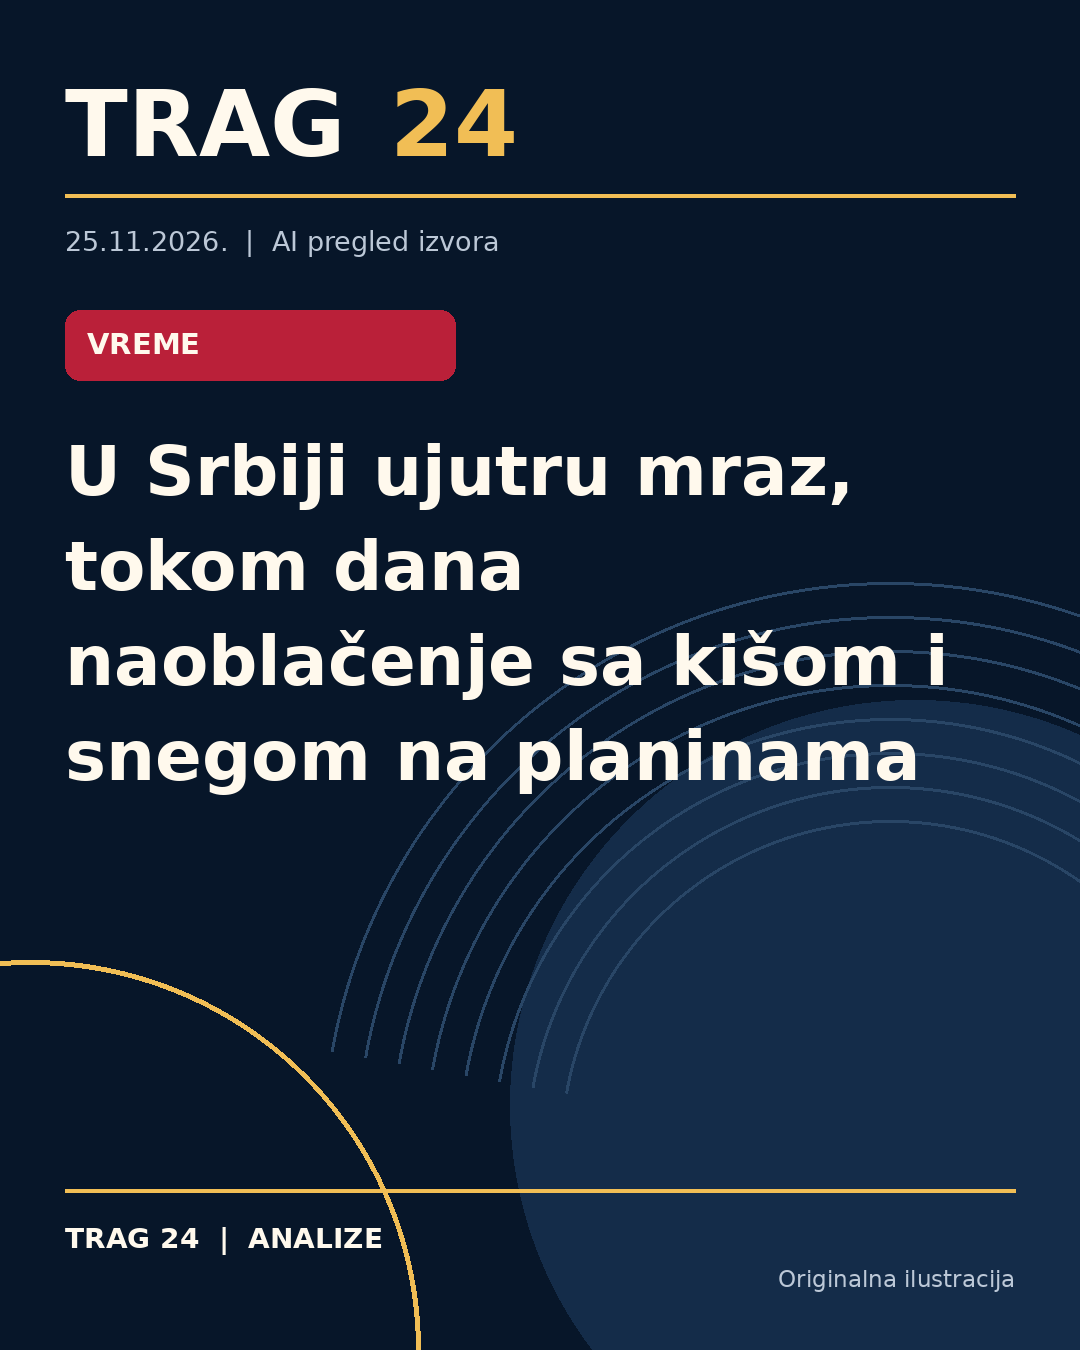 TRAG 24
25.11.2026. | AI pregled izvora
VREME
U Srbiji ujutru mraz,
tokom dana
naoblačenje sa kišom i
snegom na planinama
TRAG 24 | ANALIZE
Originalna ilustracija